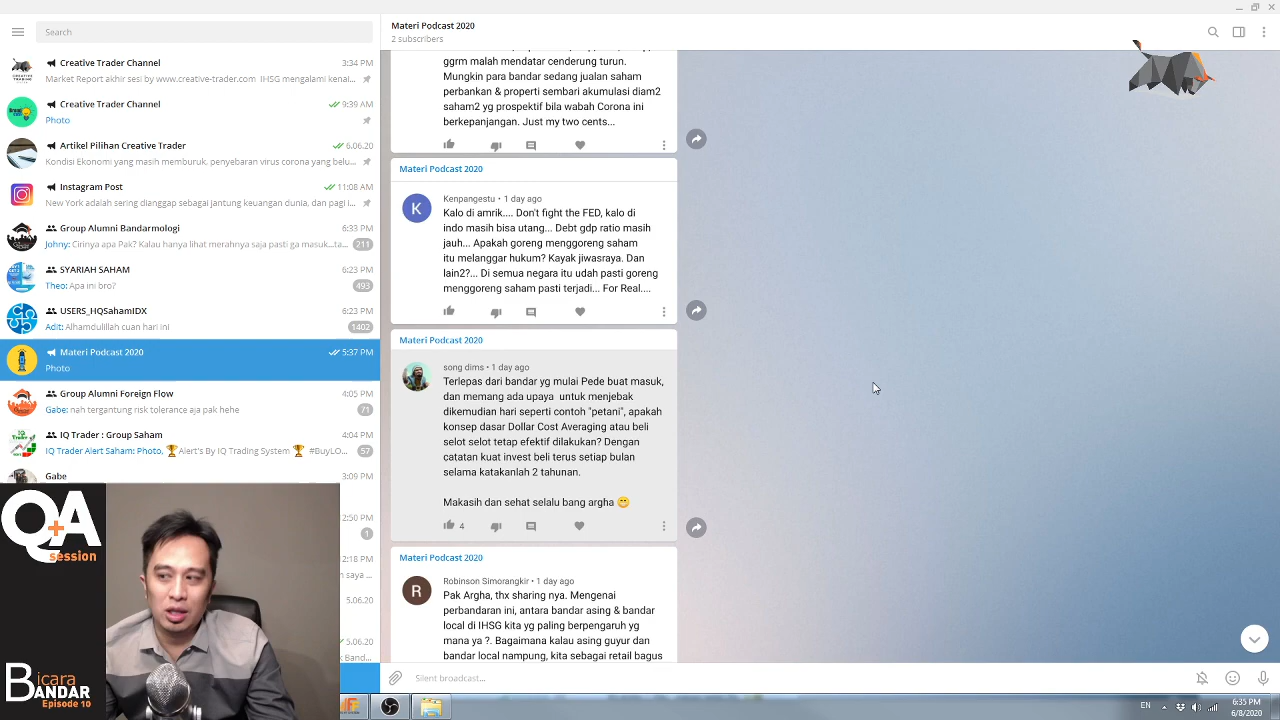 Search
Creative Trader Channel 3:34 PM
Market Report akhir sesi by www.creative-trader.com IHSG mengalami kenai...
Creative Trader Channel 9:39 AM
Photo
Artikel Pilihan Creative Trader 6.06.20
Kondisi Ekonomi yang masih memburuk, penyebaran virus corona yang belu...
Instagram Post 11:08 AM
New York adalah sering dianggap sebagai jantung keuangan dunia, dan pagi i...
Group Alumni Bandarmologi 6:33 PM
Johny: Cirinya apa Pak? Kalau hanya lihat merahnya saja pasti ga masuk...ta... 211
SYARIAH SAHAM 6:23 PM
Theo: Apa ini bro? 493
USERS_HQSahamIDX 6:23 PM
Adit: Alhamdulillah cuan hari ini 1402
Materi Podcast 2020 5:37 PM
Photo
Group Alumni Foreign Flow 4:05 PM
Gabe: nah tergantung risk tolerance aja pak hehe 71
IQ Trader : Group Saham 4:04 PM
IQ Trader Alert Saham: Photo, 🏆Alert's By IQ Trading System 🏆 #BuyLO... 57
Gabe 3:09 PM
2:50 PM
1
2:18 PM
saya ...
5.06.20
5.06.20
Band...
Q+A
session
Bicara
BANDAR
Episode 10
Materi Podcast 2020
2 subscribers
ggrm malah mendatar cenderung turun.
Mungkin para bandar sedang jualan saham
perbankan & properti sembari akumulasi diam2
saham2 yg prospektif bila wabah Corona ini
berkepanjangan. Just my two cents...
Materi Podcast 2020
K
Kenpangestu • 1 day ago
Kalo di amrik.... Don't fight the FED, kalo di
indo masih bisa utang... Debt gdp ratio masih
jauh... Apakah goreng menggoreng saham
itu melanggar hukum? Kayak jiwasraya. Dan
lain2?... Di semua negara itu udah pasti goreng
menggoreng saham pasti terjadi... For Real....
Materi Podcast 2020
song dims • 1 day ago
Terlepas dari bandar yg mulai Pede buat masuk,
dan memang ada upaya untuk menjebak
dikemudian hari seperti contoh "petani", apakah
konsep dasar Dollar Cost Averaging atau beli
selot selot tetap efektif dilakukan? Dengan
catatan kuat invest beli terus setiap bulan
selama katakanlah 2 tahunan.
Makasih dan sehat selalu bang argha 😁
4
Materi Podcast 2020
R
Robinson Simorangkir • 1 day ago
Pak Argha, thx sharing nya. Mengenai
perbandaran ini, antara bandar asing & bandar
local di IHSG kita yg paling berpengaruh yg
mana ya ?. Bagaimana kalau asing guyur dan
bandar local nampung, kita sebagai retail bagus
Silent broadcast...
EN
6:35 PM
6/8/2020